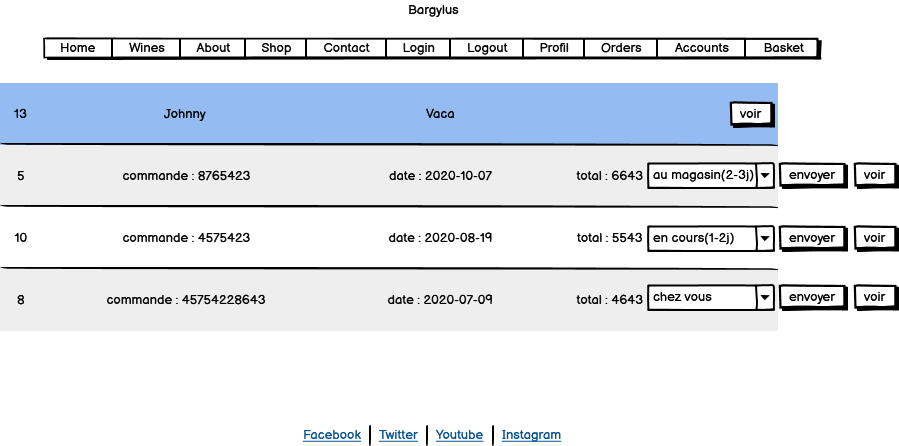 Bargylus
Home Wines About Shop Contact Login Logout Profil Orders Accounts Basket
13 Johnny Vaca voir
5 commande : 8765423 date : 2020-10-07 total : 6643 au magasin(2-3j) envoyer voir
10 commande : 4575423 date : 2020-08-19 total : 5543 en cours(1-2j) envoyer voir
8 commande : 45754228643 date : 2020-07-09 total : 4643 chez vous envoyer voir
Facebook Twitter Youtube Instagram